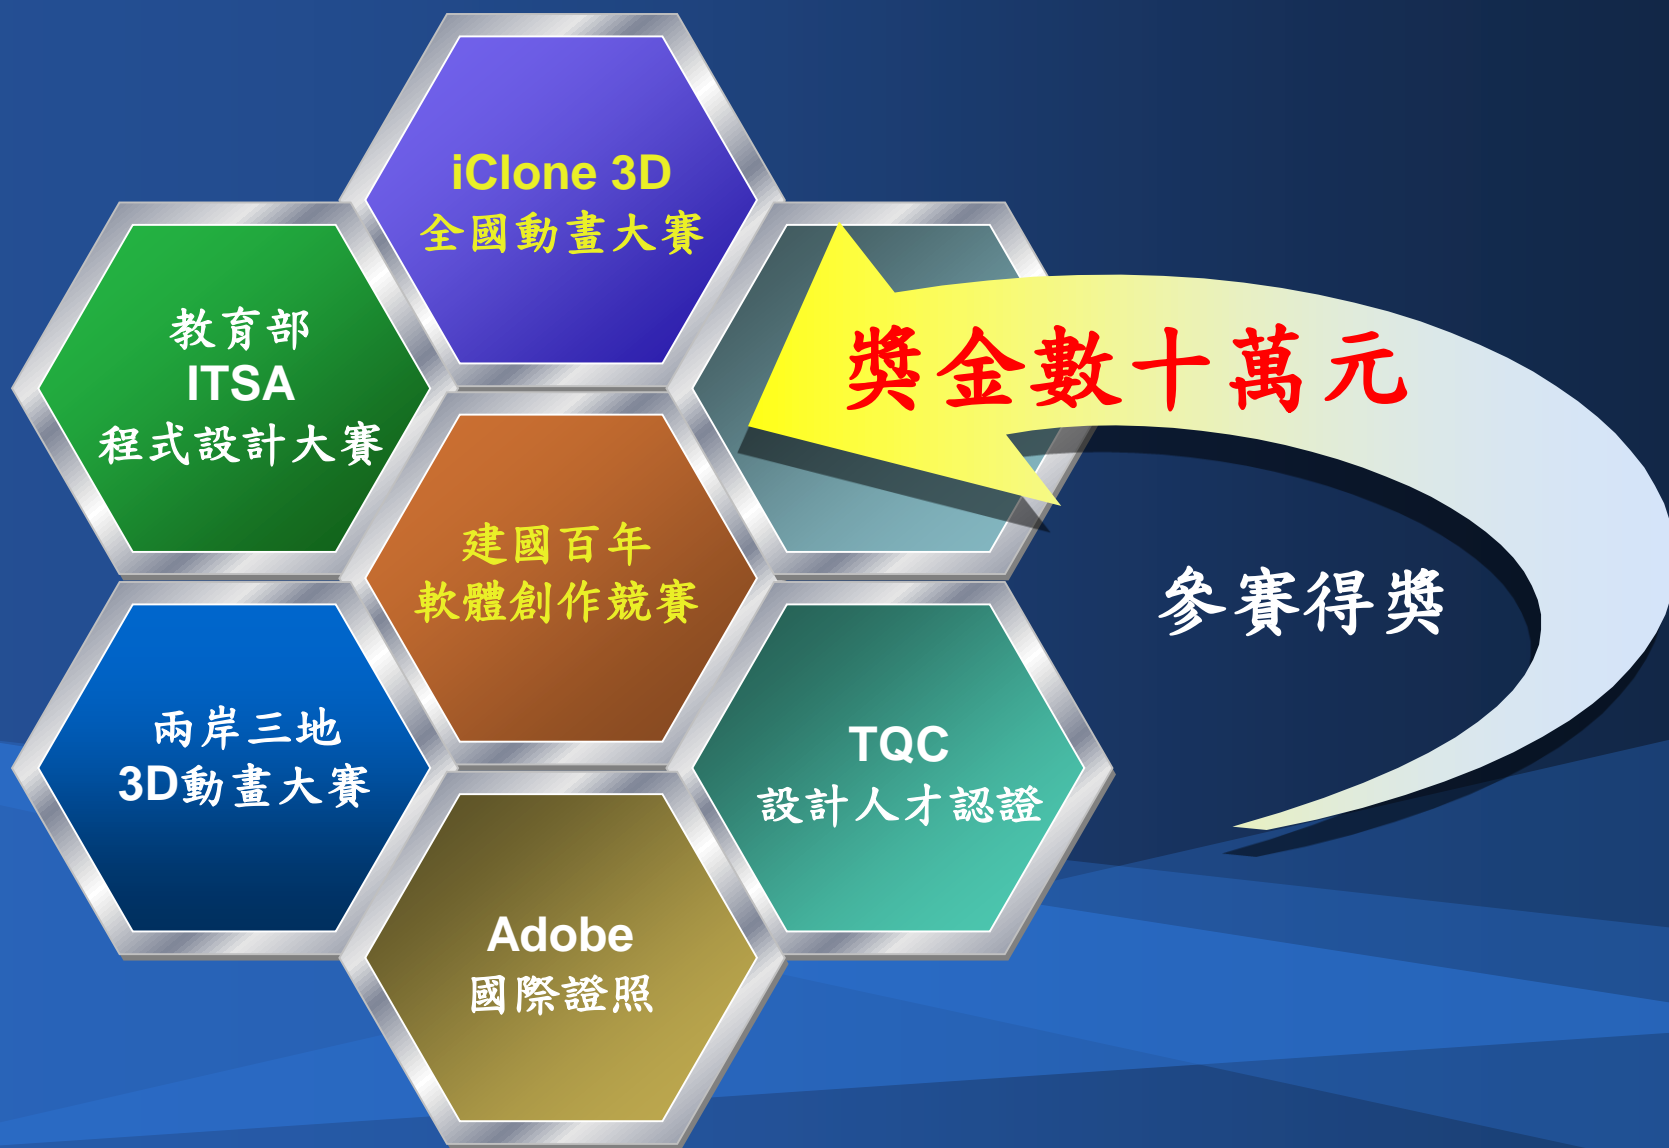 iClone 3D
全國動畫大賽
教育部
ITSA
程式設計大賽
獎金數十萬元
建國百年
軟體創作競賽
參賽得獎
兩岸三地
3D動畫大賽
TQC
設計人才認證
Adobe
國際證照